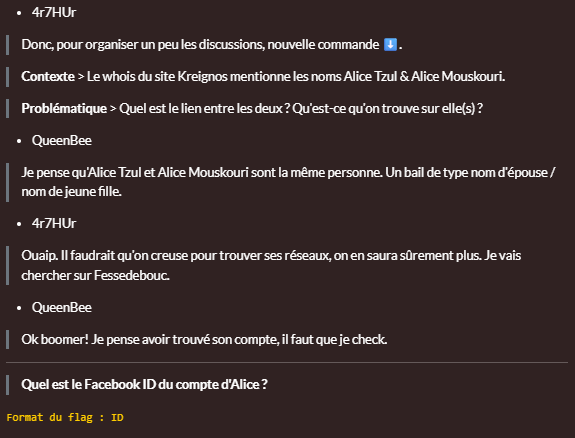 • 4r7HUr
Donc, pour organiser un peu les discussions, nouvelle commande ⬇️.
Contexte > Le whois du site Kreignos mentionne les noms Alice Tzul & Alice Mouskouri.
Problématique > Quel est le lien entre les deux ? Qu'est-ce qu'on trouve sur elle(s) ?
• QueenBee
Je pense qu'Alice Tzul et Alice Mouskouri sont la même personne. Un bail de type nom d'épouse /
nom de jeune fille.
• 4r7HUr
Ouaip. Il faudrait qu'on creuse pour trouver ses réseaux, on en saura sûrement plus. Je vais
chercher sur Fessedebouc.
• QueenBee
Ok boomer! Je pense avoir trouvé son compte, il faut que je check.
Quel est le Facebook ID du compte d'Alice ?
Format du flag : ID